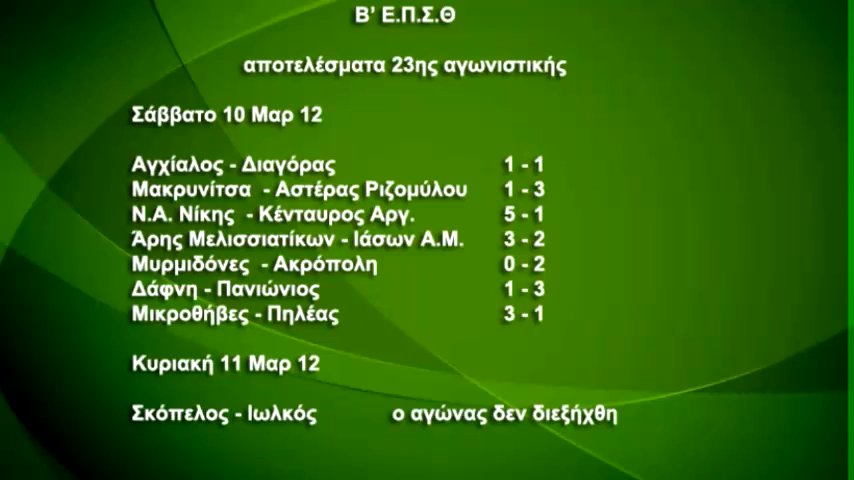 Β' Ε.Π.Σ.Θ
αποτελέσματα 23ης αγωνιστικής
Σάββατο 10 Μαρ 12
Αγχίαλος - Διαγόρας 1 - 1
Μακρυνίτσα - Αστέρας Ριζομύλου 1 - 3
Ν.Α. Νίκης - Κένταυρος Αργ. 5 - 1
Άρης Μελισσιατίκων - Ιάσων Α.Μ. 3 - 2
Μυρμιδόνες - Ακρόπολη 0 - 2
Δάφνη - Πανιώνιος 1 - 3
Μικροθήβες - Πηλέας 3 - 1
Κυριακή 11 Μαρ 12
Σκόπελος - Ιωλκός ο αγώνας δεν διεξήχθη